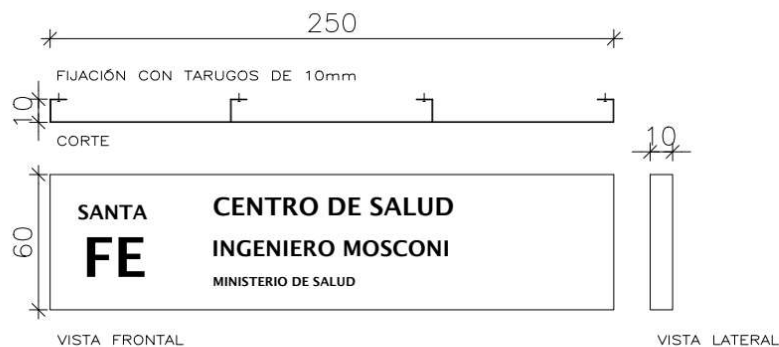 250
FIJACIÓN CON TARUGOS DE 10mm
10
CORTE
10
60
SANTA
FE
CENTRO DE SALUD
INGENIERO MOSCONI
MINISTERIO DE SALUD
VISTA FRONTAL
VISTA LATERAL